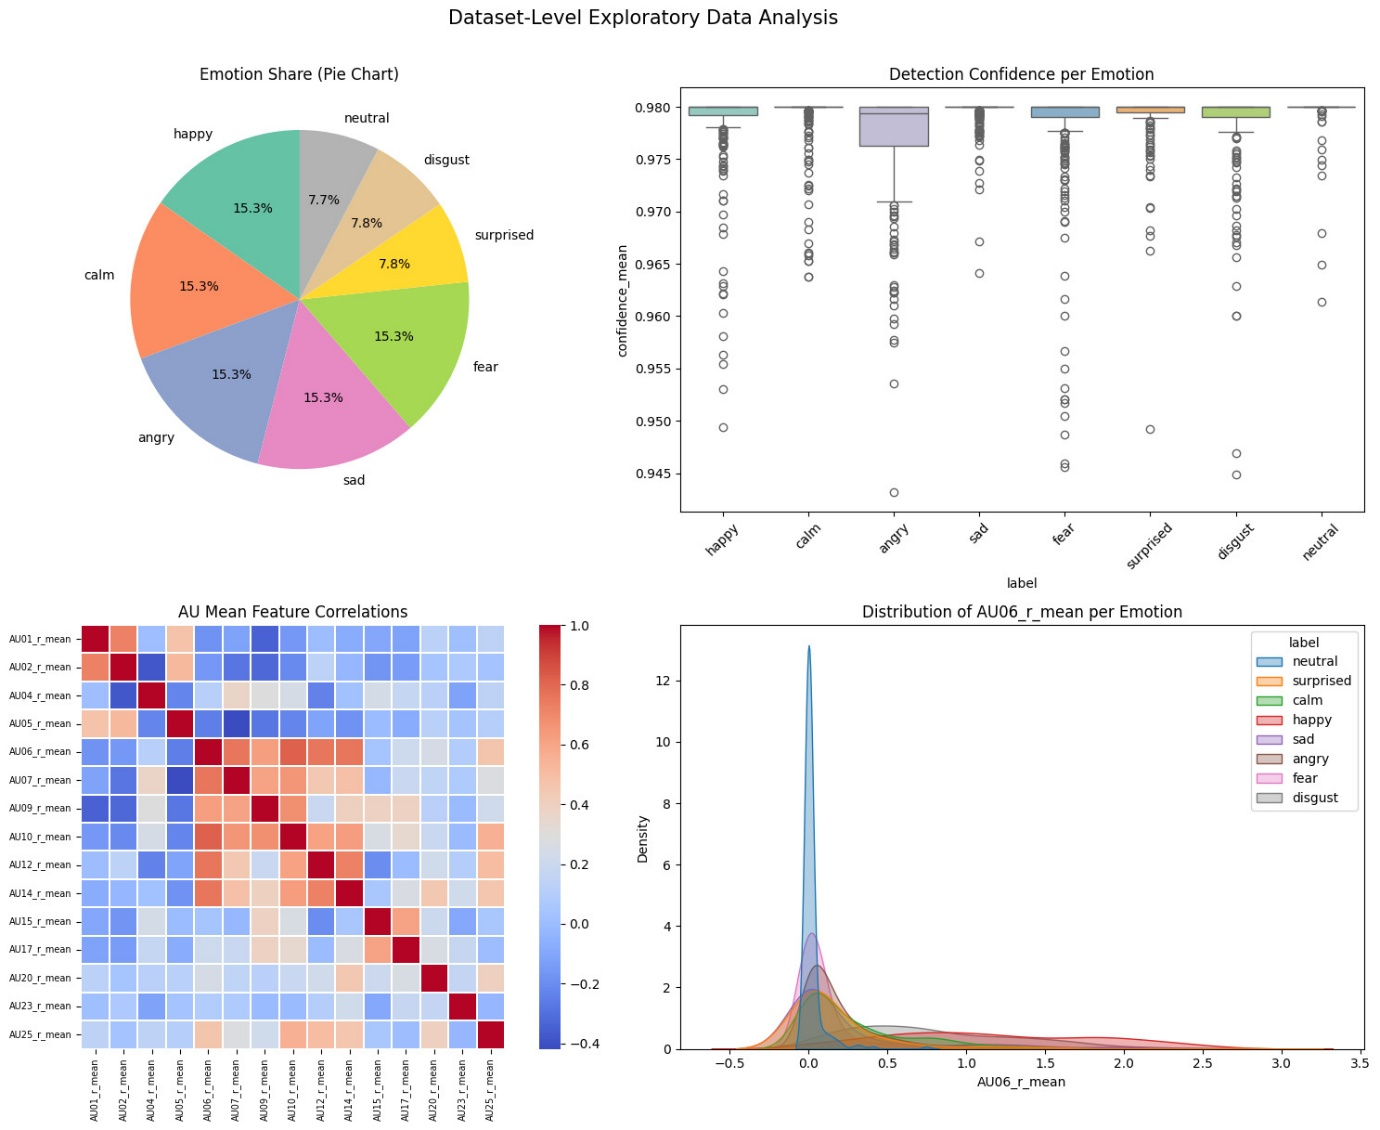 Dataset-Level Exploratory Data Analysis
Emotion Share (Pie Chart)
neutral
happy
disgust
surprised
calm
fear
angry
sad
7.7%
15.3%
7.8%
7.8%
15.3%
15.3%
15.3%
15.3%
Detection Confidence per Emotion
confidence_mean
0.980
0.975
0.970
0.965
0.960
0.955
0.950
0.945
happy
calm
angry
sad
fear
surprised
disgust
neutral
label
AU Mean Feature Correlations
AU01_r_mean
AU02_r_mean
AU04_r_mean
AU05_r_mean
AU06_r_mean
AU07_r_mean
AU09_r_mean
AU10_r_mean
AU12_r_mean
AU14_r_mean
AU15_r_mean
AU17_r_mean
AU20_r_mean
AU23_r_mean
AU25_r_mean
AU01_r_mean
AU02_r_mean
AU04_r_mean
AU05_r_mean
AU06_r_mean
AU07_r_mean
AU09_r_mean
AU10_r_mean
AU12_r_mean
AU14_r_mean
AU15_r_mean
AU17_r_mean
AU20_r_mean
AU23_r_mean
AU25_r_mean
1.0
0.8
0.6
0.4
0.2
0.0
−0.2
−0.4
Distribution of AU06_r_mean per Emotion
Density
12
10
8
6
4
2
0
−0.5
0.0
0.5
1.0
1.5
2.0
2.5
3.0
3.5
AU06_r_mean
label
neutral
surprised
calm
happy
sad
angry
fear
disgust